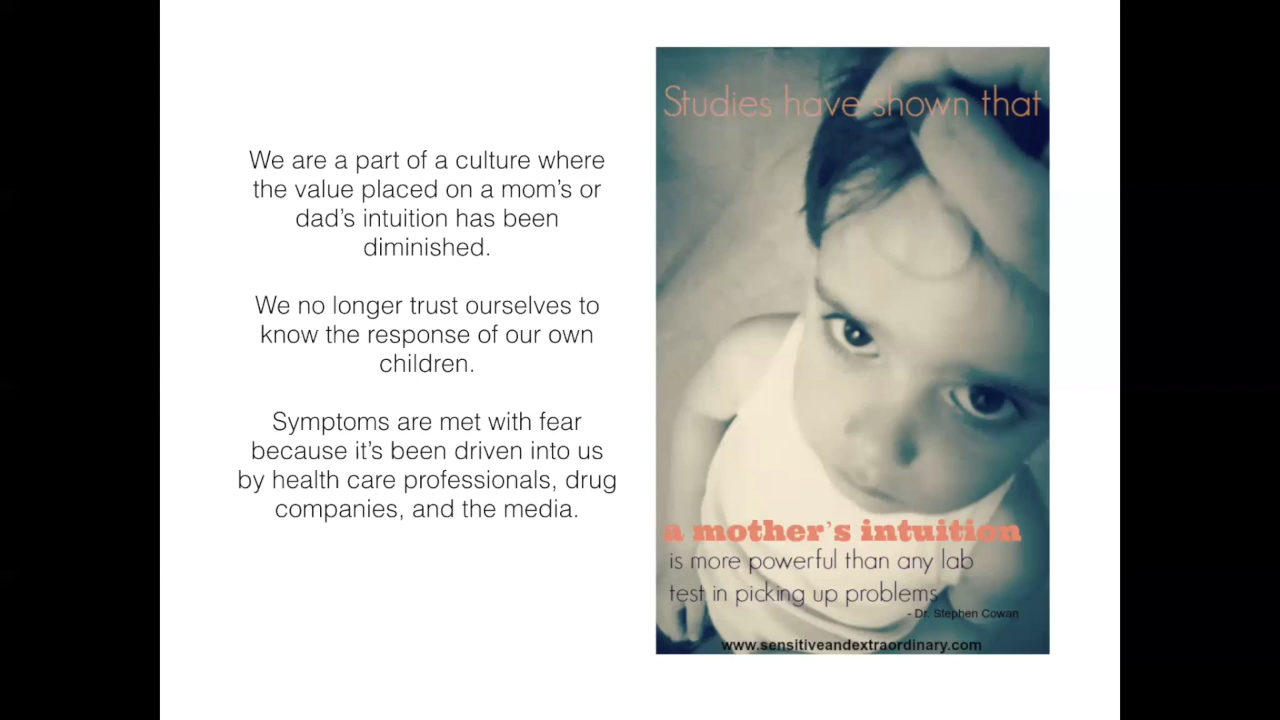 We are a part of a culture where
the value placed on a mom's or
dad's intuition has been
diminished.
We no longer trust ourselves to
know the response of our own
children.
Symptoms are met with fear
because it's been driven into us
by health care professionals, drug
companies, and the media.
Studies have shown that
a mother's intuition
is more powerful than any lab
test in picking up problems
- Dr. Stephen Cowan
www.sensitiveandextraordinary.com